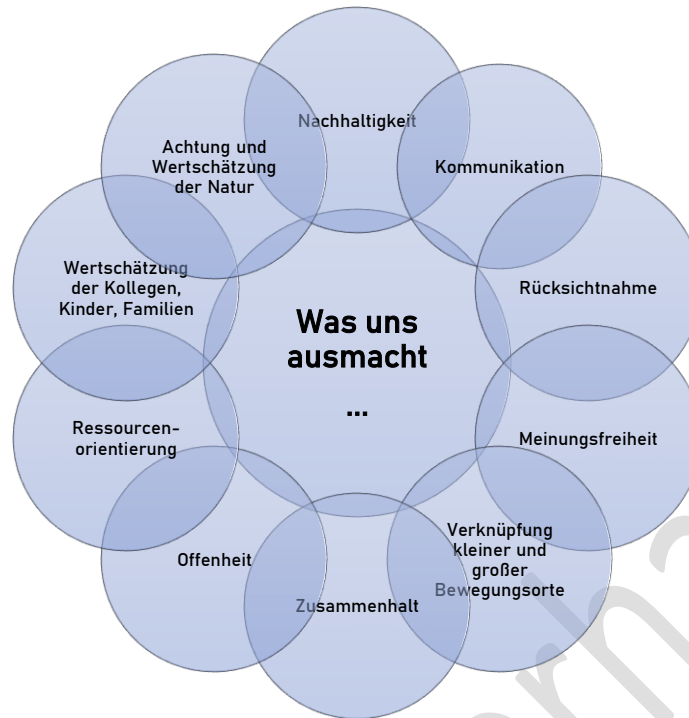 Was uns
ausmacht
...
Nachhaltigkeit
Kommunikation
Rücksichtnahme
Meinungsfreiheit
Verknüpfung
kleiner und
großer
Bewegungsorte
Zusammenhalt
Offenheit
Ressourcen-
orientierung
Wertschätzung
der Kollegen,
Kinder, Familien
Achtung und
Wertschätzung
der Natur